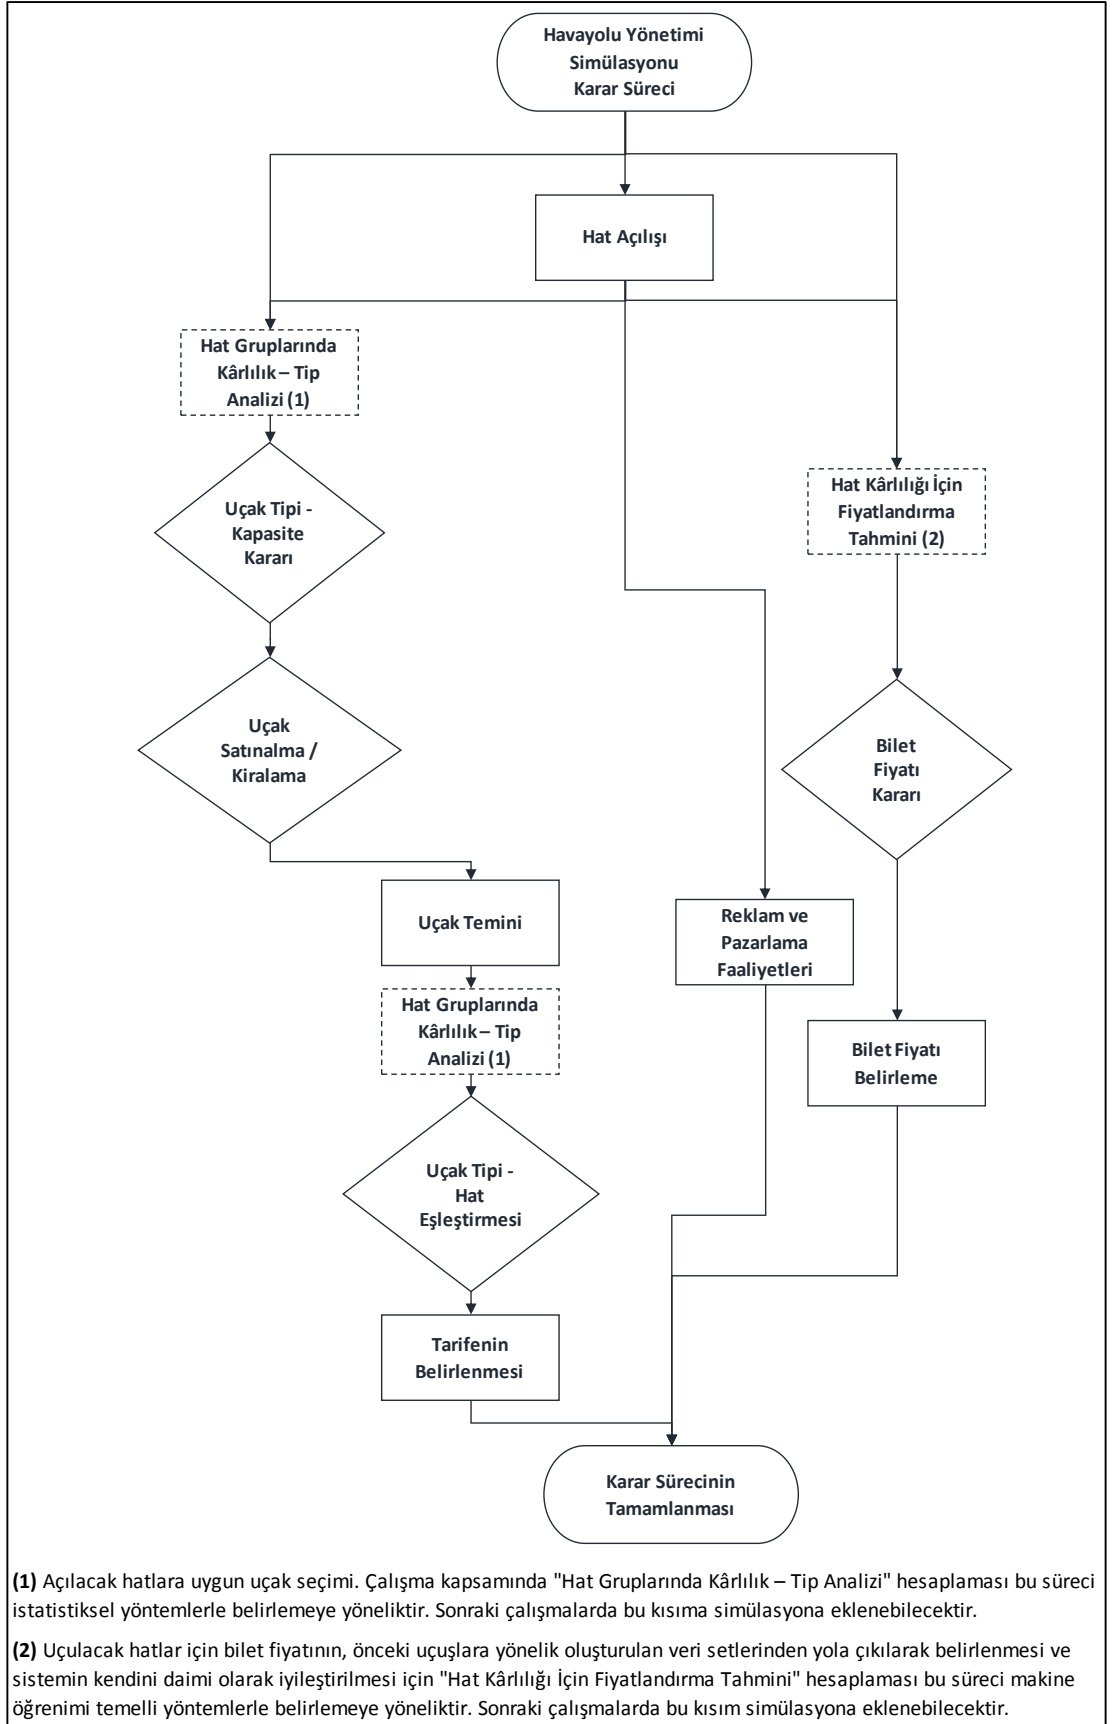 Havayolu Yönetimi
Simülasyonu
Karar Süreci
Hat Açılışı
Hat Gruplarında
Kârlılık – Tip
Analizi (1)
Uçak Tipi -
Kapasite
Kararı
Hat Kârlılığı İçin
Fiyatlandırma
Tahmini (2)
Uçak
Satınalma /
Kiralama
Bilet
Fiyatı
Kararı
Uçak Temini
Reklam ve
Pazarlama
Faaliyetleri
Hat Gruplarında
Kârlılık – Tip
Analizi (1)
Bilet Fiyatı
Belirleme
Uçak Tipi -
Hat
Eşleştirmesi
Tarifenin
Belirlenmesi
Karar Sürecinin
Tamamlanması
(1) Açılacak hatlara uygun uçak seçimi. Çalışma kapsamında "Hat Gruplarında Kârlılık – Tip Analizi" hesaplaması bu süreci
istatistiksel yöntemlerle belirlemeye yöneliktir. Sonraki çalışmalarda bu kısıma simülasyona eklenebilecektir.
(2) Uçulacak hatlar için bilet fiyatının, önceki uçuşlara yönelik oluşturulan veri setlerinden yola çıkılarak belirlenmesi ve
sistemin kendini daimi olarak iyileştirilmesi için "Hat Kârlılığı İçin Fiyatlandırma Tahmini" hesaplaması bu süreci makine
öğrenimi temelli yöntemlerle belirlemeye yöneliktir. Sonraki çalışmalarda bu kısım simülasyona eklenebilecektir.